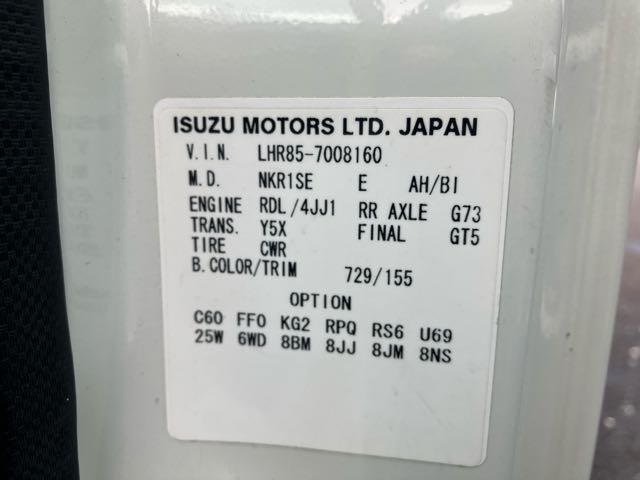 ISUZU MOTORS LTD. JAPAN
V.I.N. LHR85-7008160
M.D. NKR1SE E AH/BI
ENGINE RDL/4JJ1 RR AXLE G73
TRANS. Y5X FINAL GT5
TIRE CWR
B.COLOR/TRIM 729/155
OPTION
C60 FF0 KG2 RPQ RS6 U69
25W 6WD 8BM 8JJ 8JM 8NS